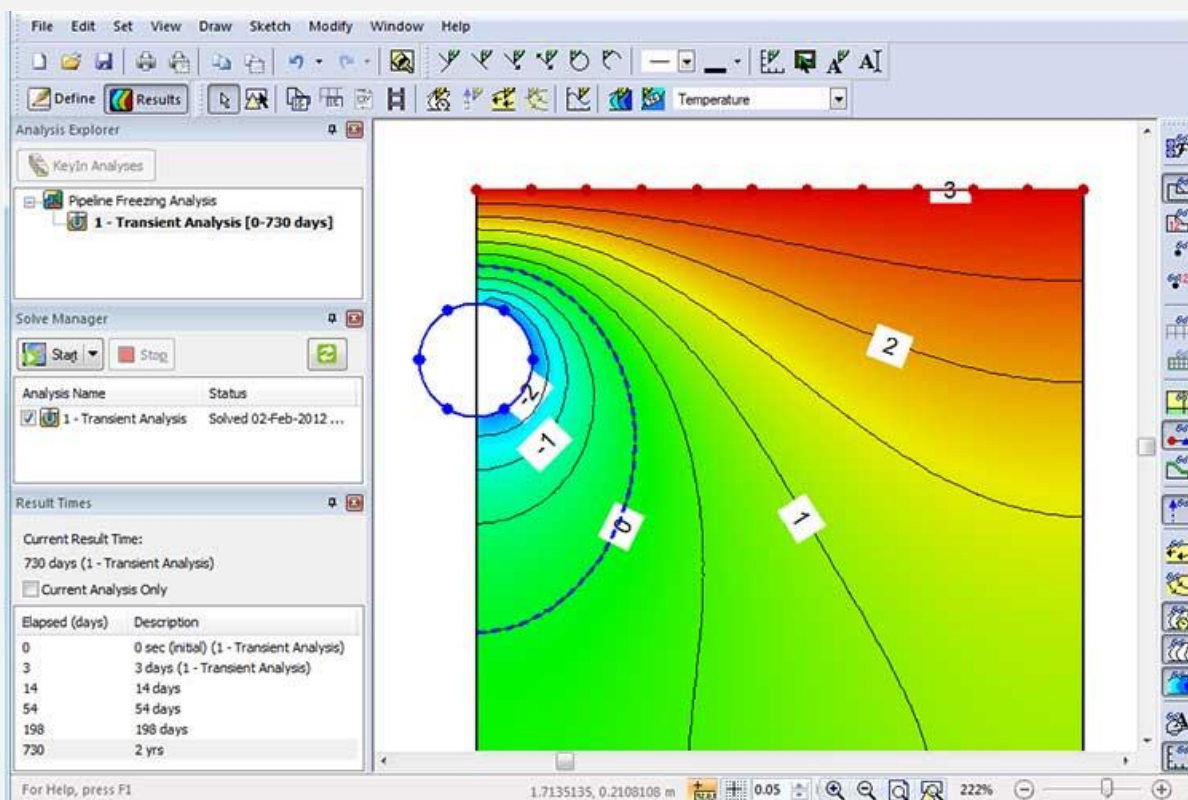 File Edit Set View Draw Sketch Modify Window Help
Define Results Temperature
Analysis Explorer
KeyIn Analyses
Pipeline Freezing Analysis
1 - Transient Analysis [0-730 days]
Solve Manager
Start Stop
Analysis Name Status
1 - Transient Analysis Solved 02-Feb-2012 ...
Result Times
Current Result Time:
730 days (1 - Transient Analysis)
Current Analysis Only
Elapsed (days) Description
0 0 sec (initial) (1 - Transient Analysis)
3 3 days (1 - Transient Analysis)
14 14 days
54 54 days
198 198 days
730 2 yrs
3
2
-2
-1
1
0
For Help, press F1 1.7135135, 0.2108108 m 0.05 222%